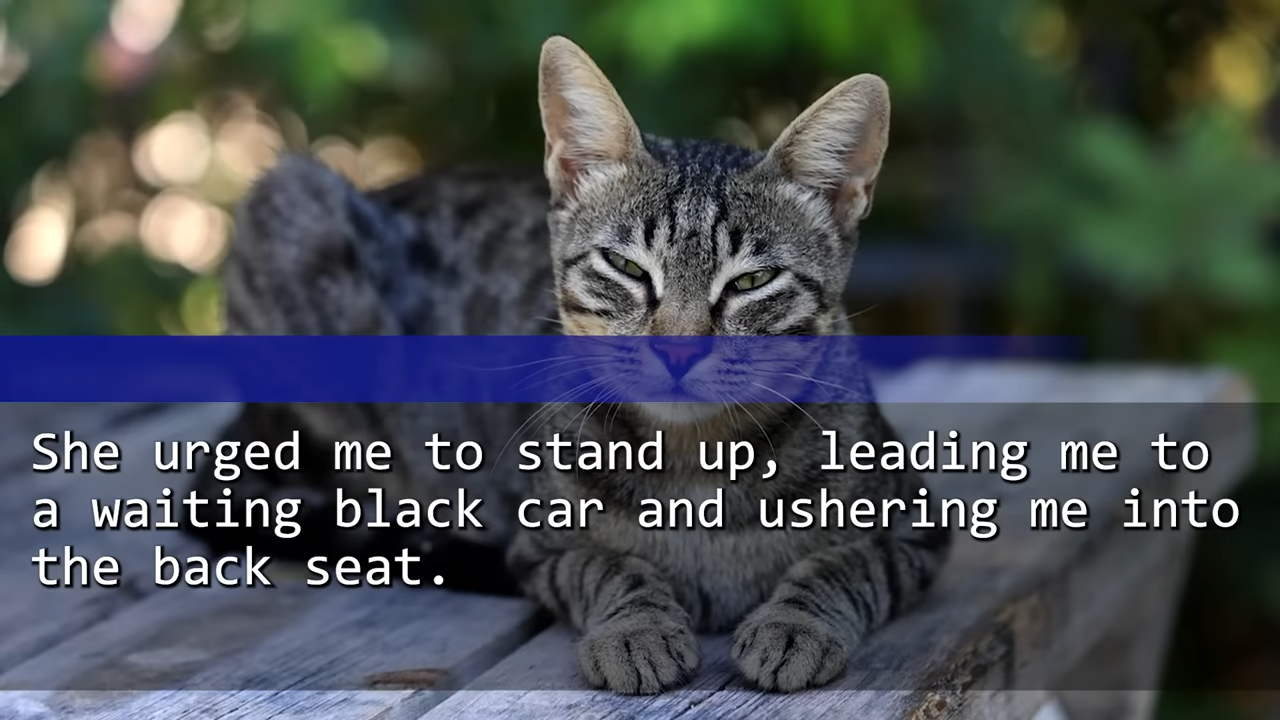 She urged me to stand up, leading me to
a waiting black car and ushering me into
the back seat.